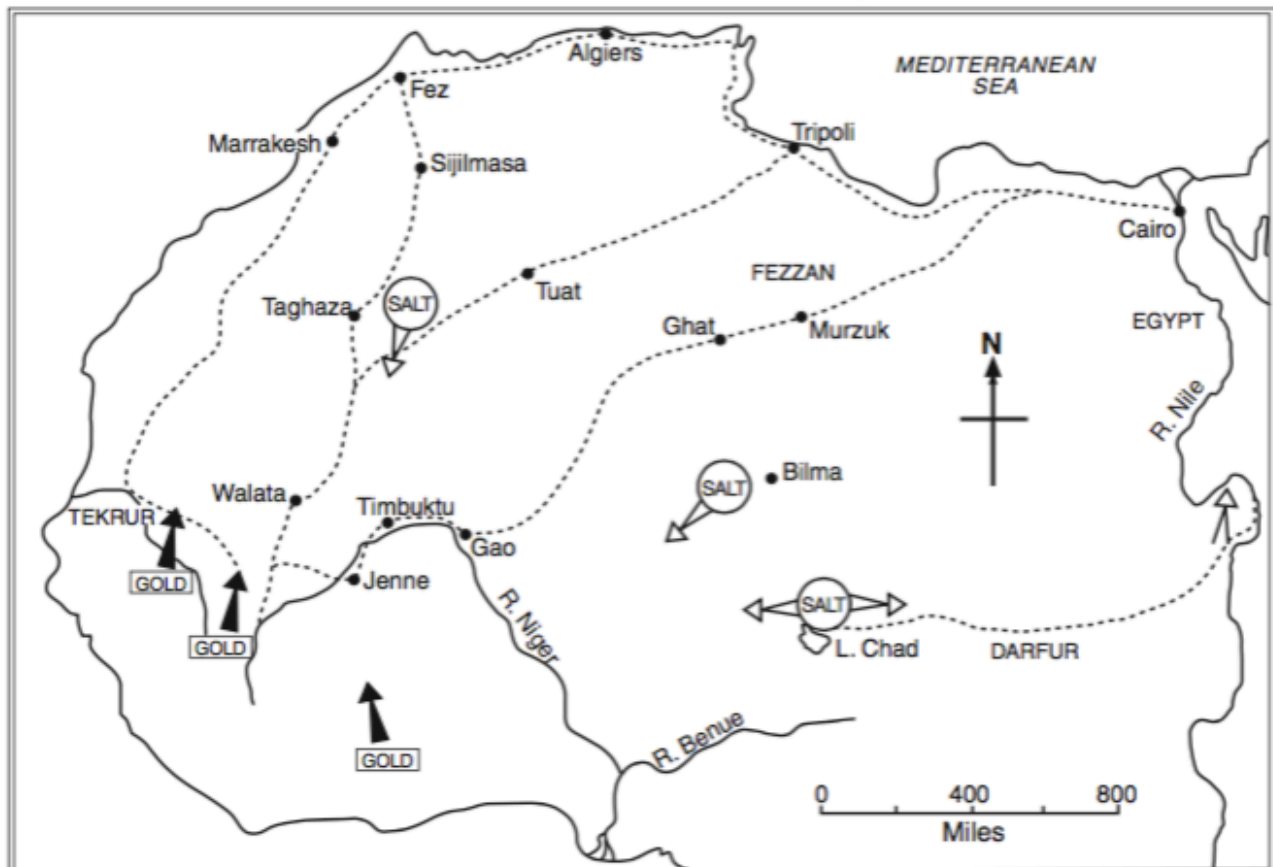 Algiers
MEDITERRANEAN
SEA
Fez
Marrakesh
Tripoli
Sijilmasa
Cairo
FEZZAN
Tuat
Taghaza
SALT
Ghat
Murzuk
EGYPT
N
R. Nile
SALT
Bilma
Walata
Timbuktu
TEKRUR
Gao
GOLD
Jenne
SALT
R. Niger
GOLD
L. Chad
DARFUR
GOLD
R. Benue
0 400 800
Miles